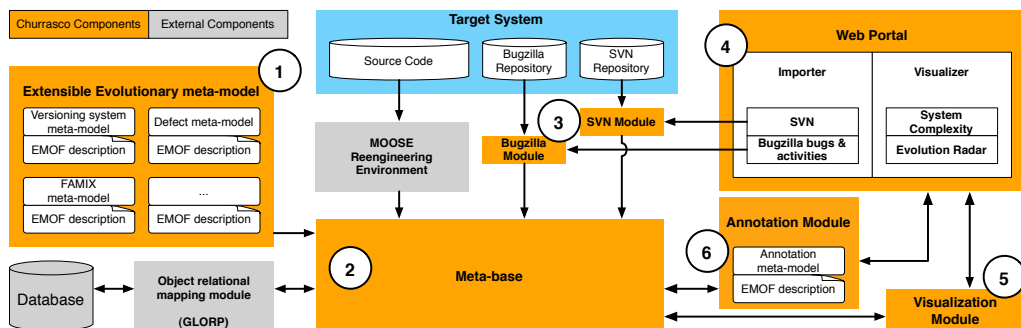 Churrasco Components
External Components
Target System
Source Code
Bugzilla
Repository
SVN
Repository
4
Web Portal
Importer
Visualizer
SVN
Bugzilla bugs &
activities
System
Complexity
Evolution Radar
1
Extensible Evolutionary meta-model
Versioning system
meta-model
EMOF description
Defect meta-model
EMOF description
FAMIX
meta-model
EMOF description
...
EMOF description
MOOSE
Reengineering
Environment
3
SVN Module
Bugzilla
Module
2
Meta-base
6
Annotation Module
Annotation
meta-model
EMOF description
5
Visualization
Module
Database
Object relational
mapping module
(GLORP)